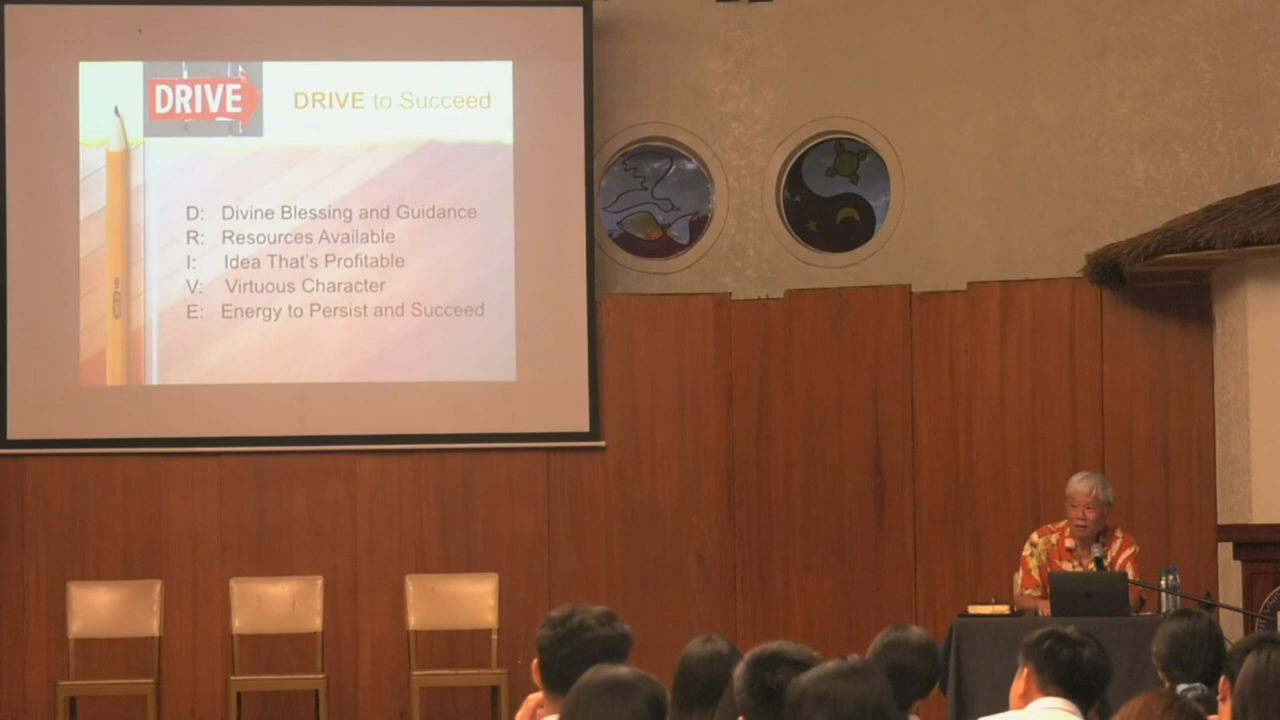 DRIVE
DRIVE to Succeed
D: Divine Blessing and Guidance
R: Resources Available
I: Idea That's Profitable
V: Virtuous Character
E: Energy to Persist and Succeed